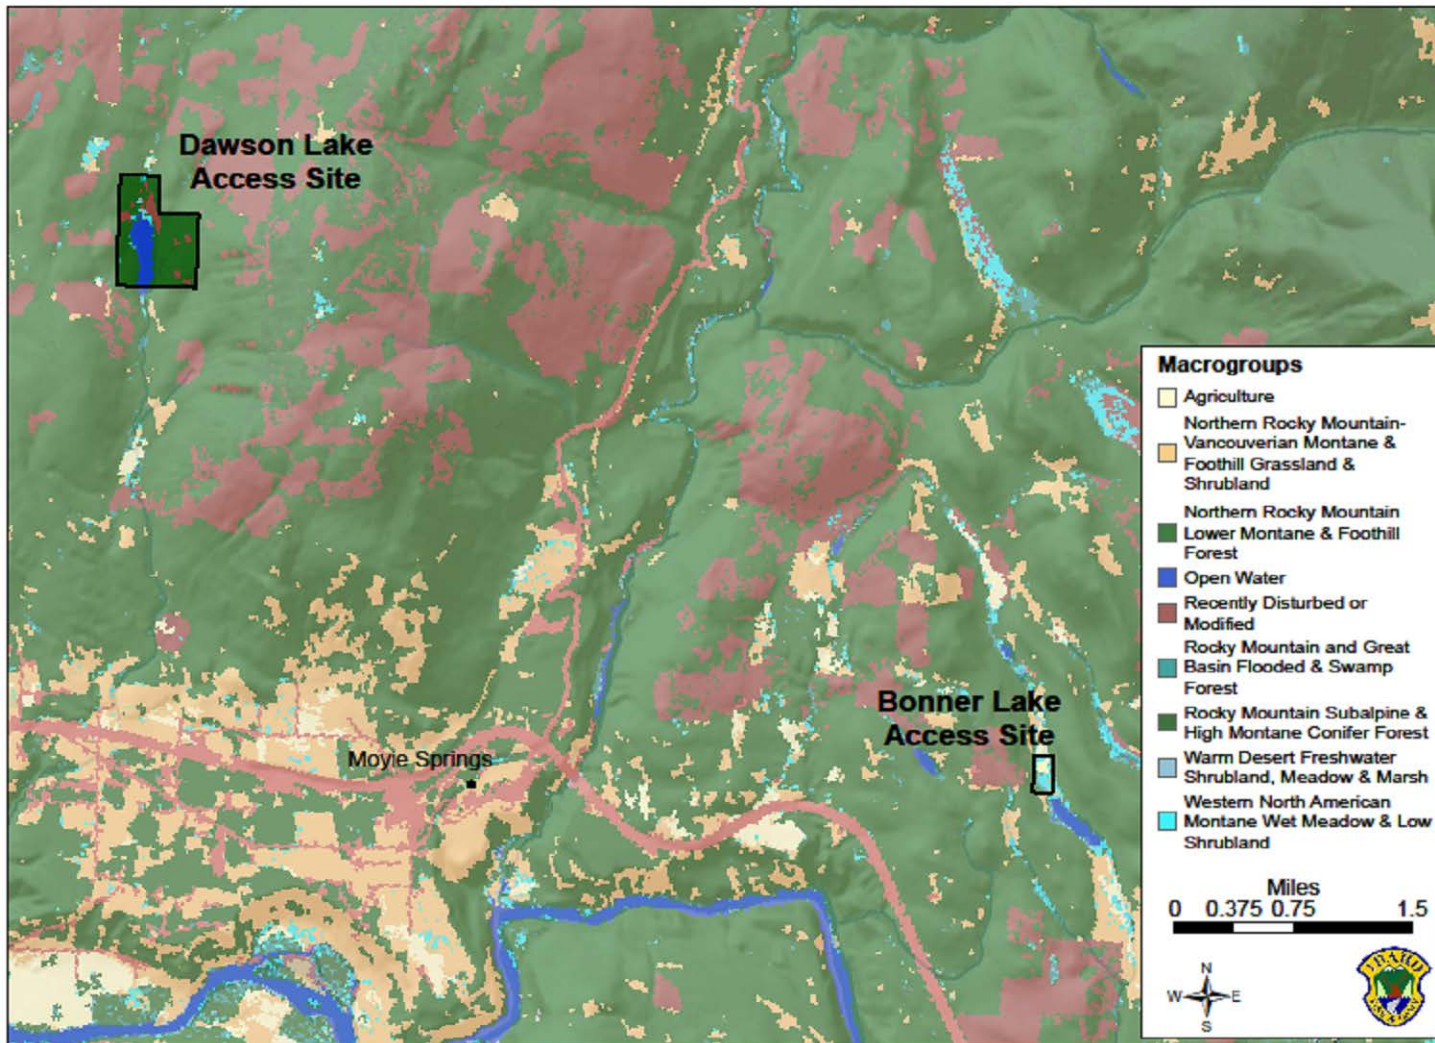 Dawson Lake
Access Site
Moyie Springs
Bonner Lake
Access Site
Macrogroups
Agriculture
Northern Rocky Mountain-
Vancouverian Montane &
Foothill Grassland &
Shrubland
Northern Rocky Mountain
Lower Montane & Foothill
Forest
Open Water
Recently Disturbed or
Modified
Rocky Mountain and Great
Basin Flooded & Swamp
Forest
Rocky Mountain Subalpine &
High Montane Conifer Forest
Warm Desert Freshwater
Shrubland, Meadow & Marsh
Western North American
Montane Wet Meadow & Low
Shrubland
Miles
0 0.375 0.75 1.5
N
W E
S
IDAHO